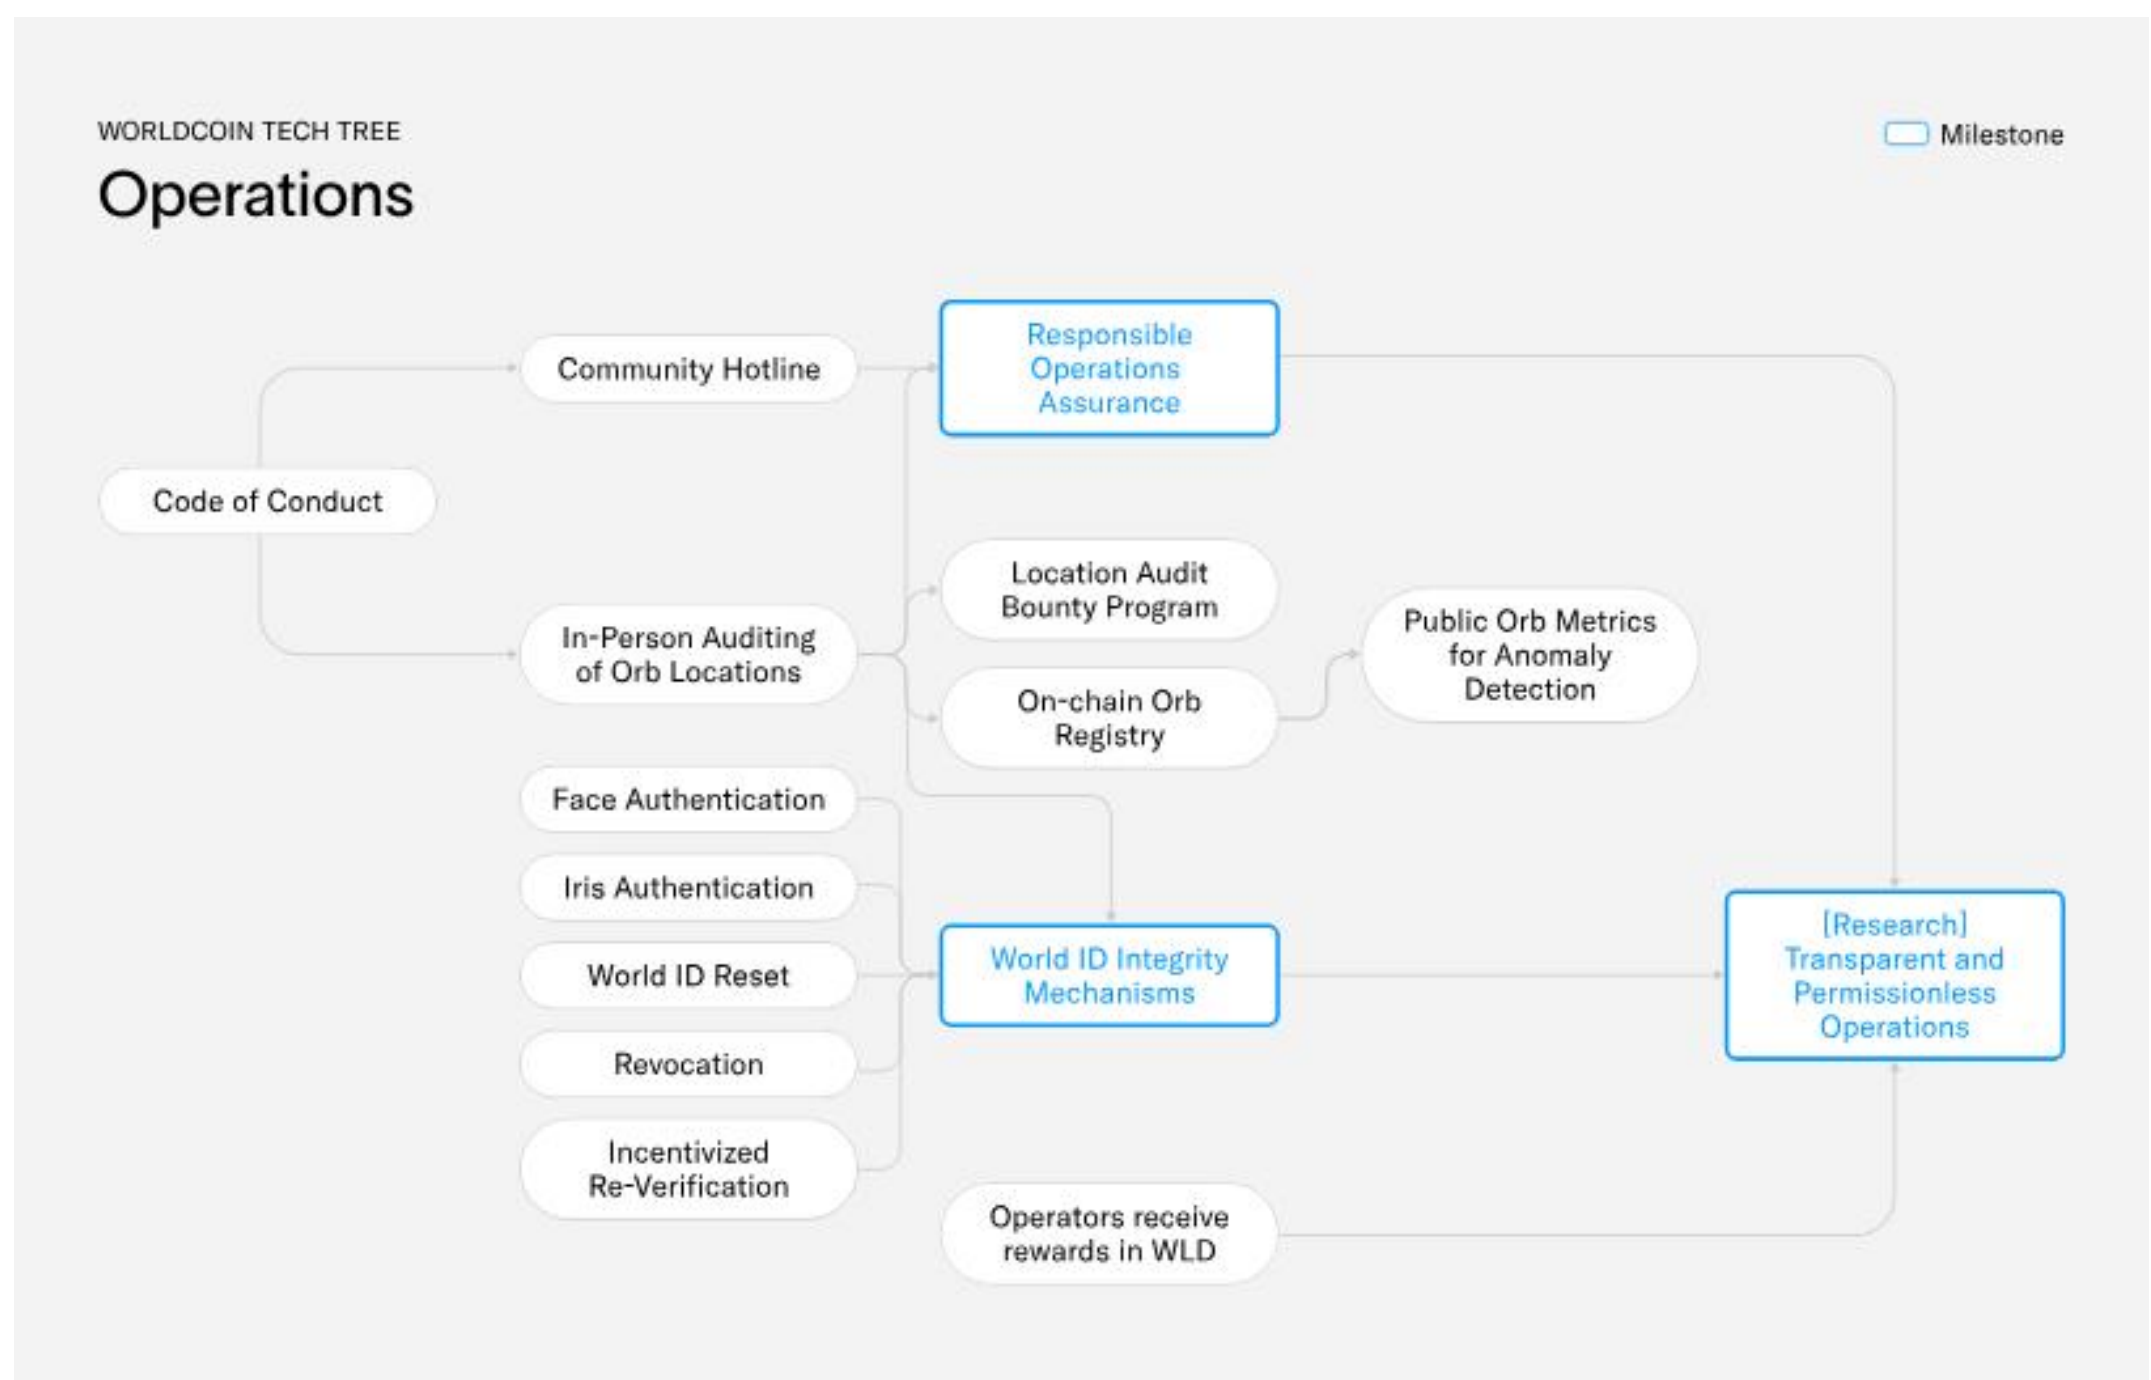 WORLDCOIN TECH TREE
Operations
Milestone
Responsible
Operations
Assurance
Community Hotline
Code of Conduct
In-Person Auditing
of Orb Locations
Location Audit
Bounty Program
On-chain Orb
Registry
Public Orb Metrics
for Anomaly
Detection
Face Authentication
Iris Authentication
World ID Reset
Revocation
Incentivized
Re-Verification
World ID Integrity
Mechanisms
[Research]
Transparent and
Permissionless
Operations
Operators receive
rewards in WLD